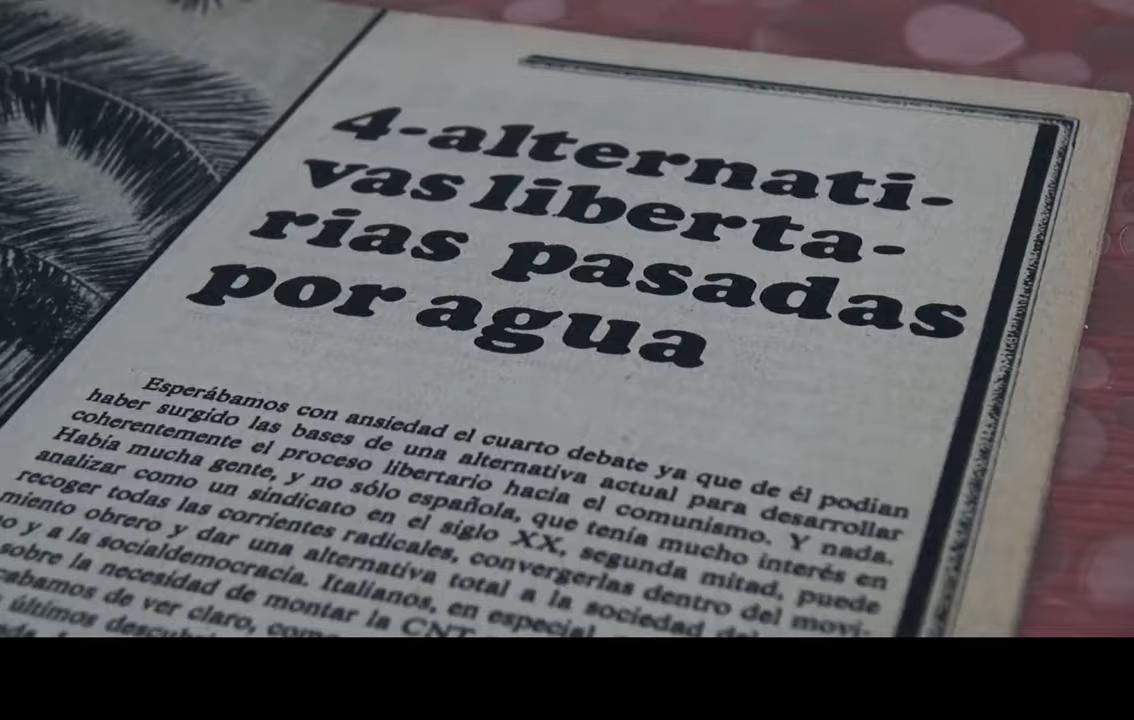 4-alternati-
vas liberta-
rias pasadas
por agua
Esperábamos con ansiedad el cuarto debate ya que de él podían
haber surgido las bases de una alternativa actual para desarrollar
coherentemente el proceso libertario hacia el comunismo. Y nada.
Había mucha gente, y no sólo española, que tenía mucho interés en
analizar como un sindicato en el siglo XX, segunda mitad, puede
recoger todas las corrientes radicales, convergerlas dentro del movi-
miento obrero y dar una alternativa total a la sociedad
y a la socialdemocracia. Italianos, en especial
sobre la necesidad de montar la CNT
de ver claro, como
últimos